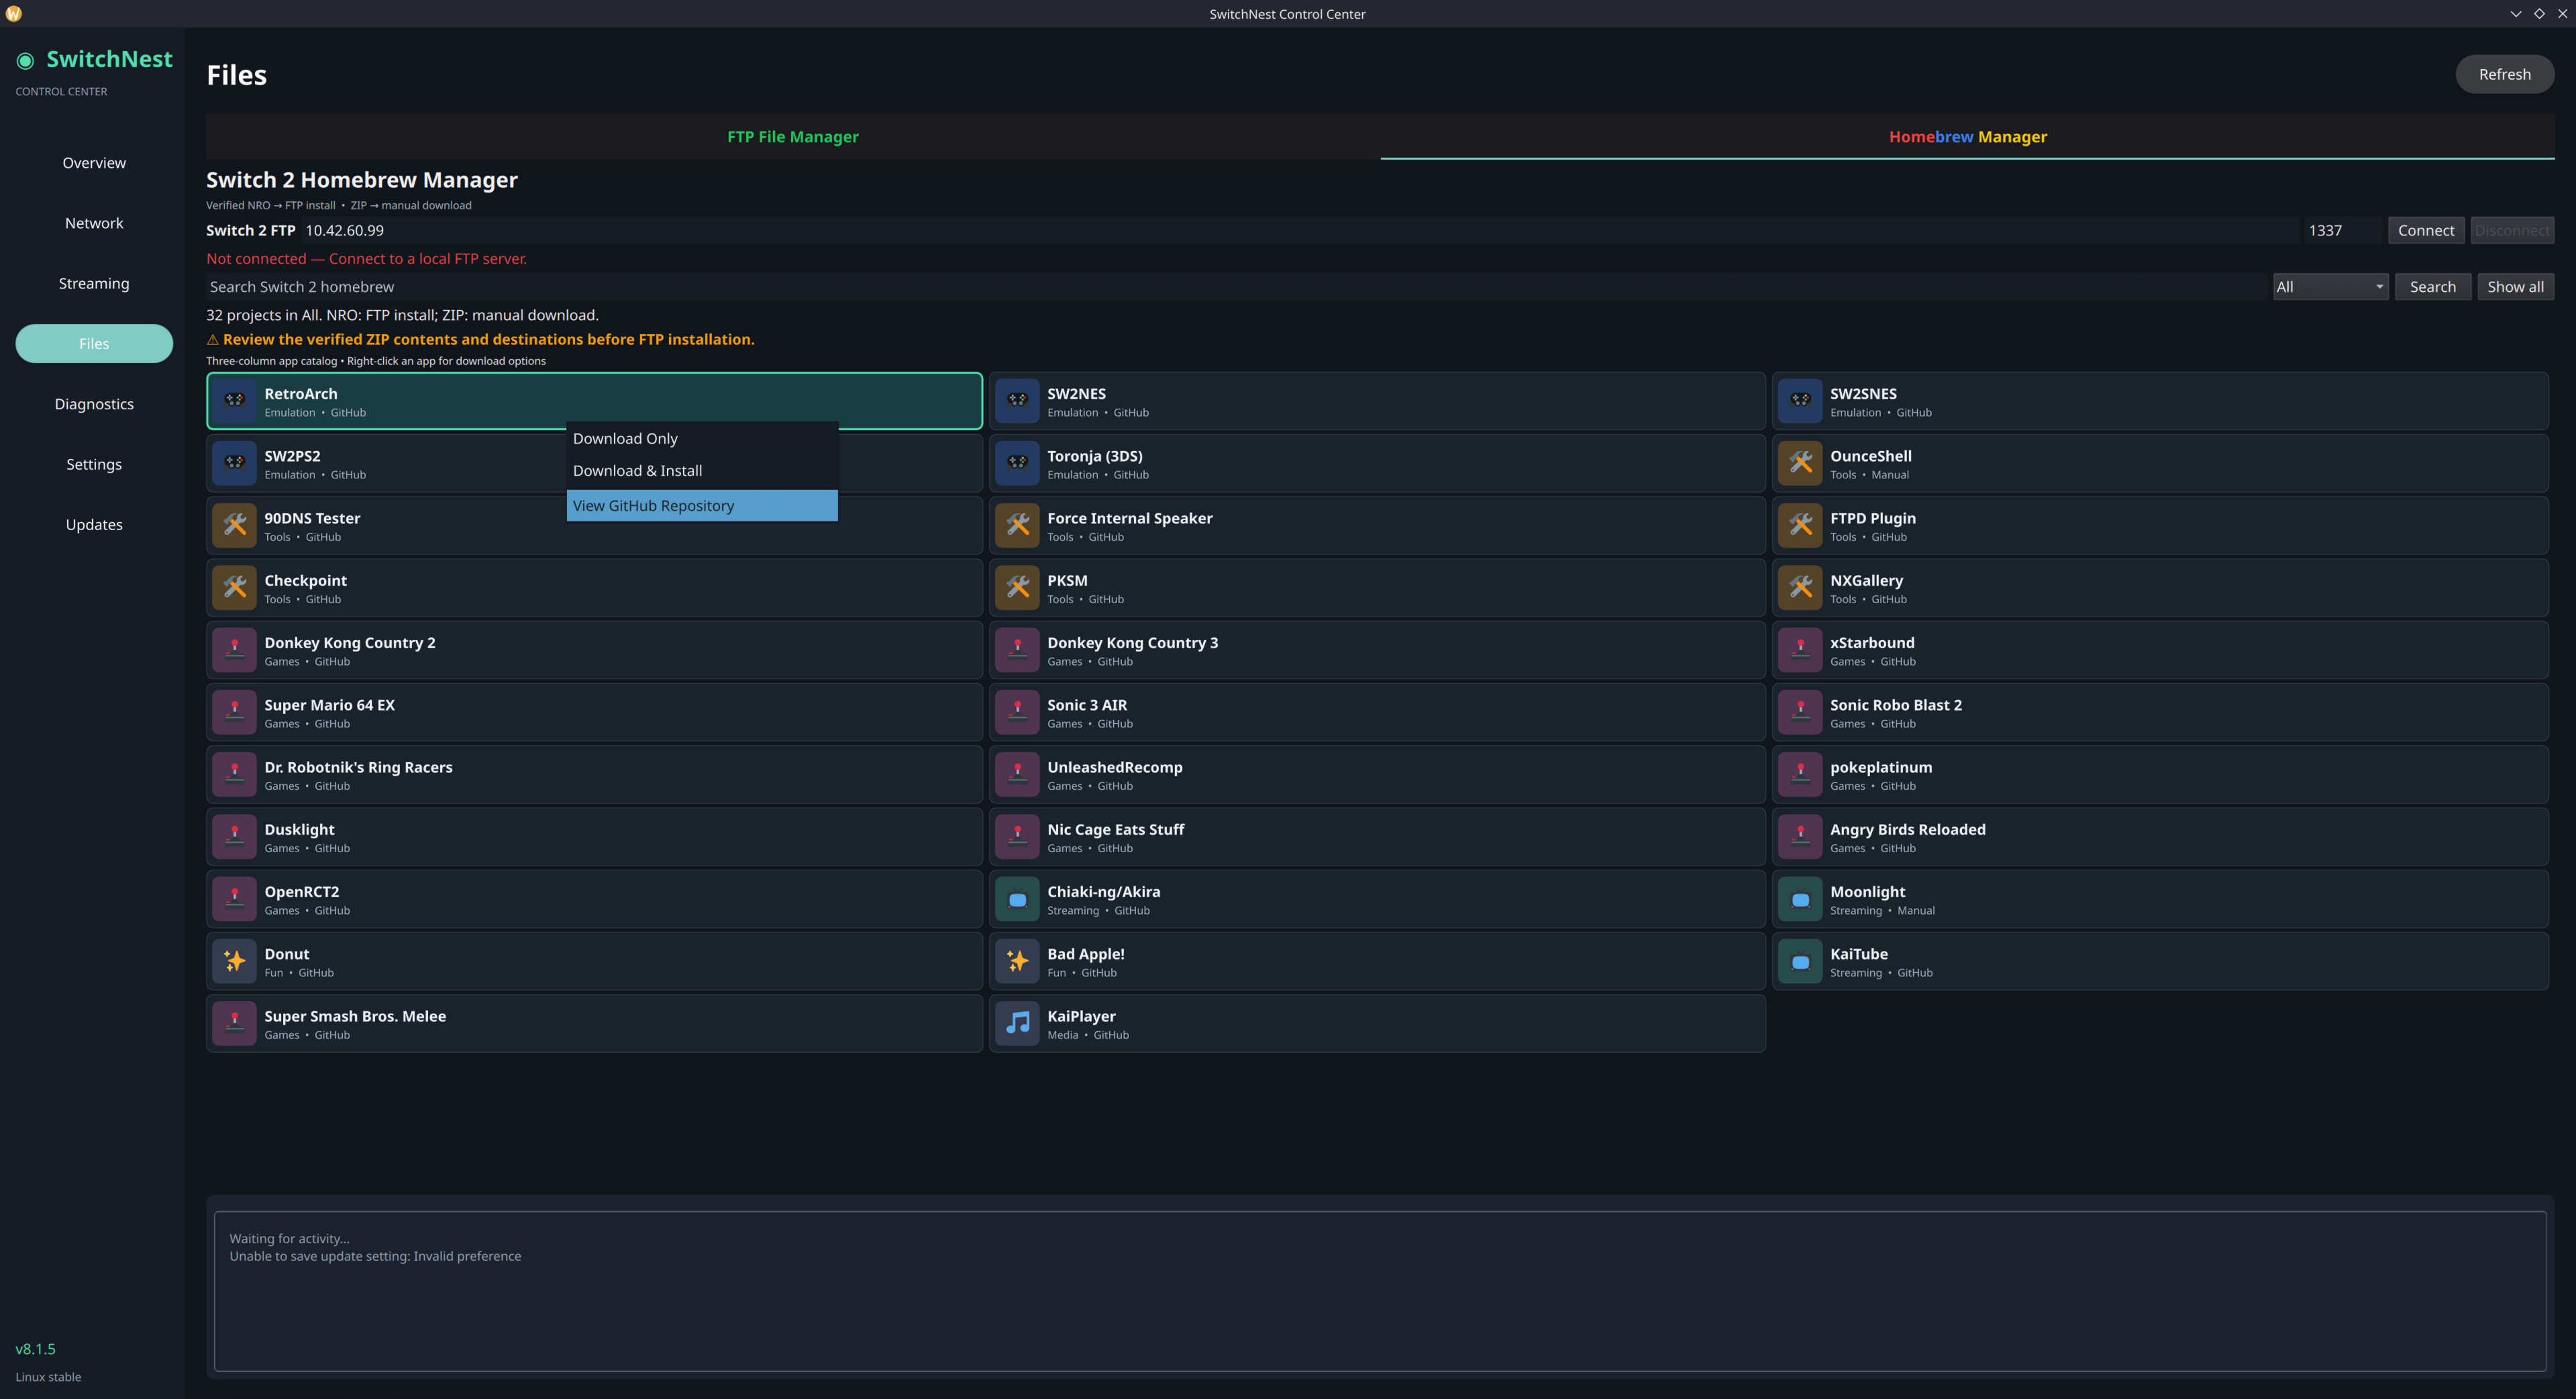 SwitchNest Control Center
SwitchNest
CONTROL CENTER
Overview
Network
Streaming
Files
Diagnostics
Settings
Updates
v8.1.5
Linux stable
Files
Refresh
FTP File Manager
Homebrew Manager
Switch 2 Homebrew Manager
Verified NRO → FTP install • ZIP → manual download
Switch 2 FTP 10.42.60.99 1337 Connect Disconnect
Not connected — Connect to a local FTP server.
Search Switch 2 homebrew All Search Show all
32 projects in All. NRO: FTP install; ZIP: manual download.
⚠ Review the verified ZIP contents and destinations before FTP installation.
Three-column app catalog • Right-click an app for download options
RetroArch
Emulation • GitHub
SW2NES
Emulation • GitHub
SW2SNES
Emulation • GitHub
Download Only
Download & Install
View GitHub Repository
SW2PS2
Emulation • GitHub
Toronja (3DS)
Emulation • GitHub
OunceShell
Tools • Manual
90DNS Tester
Tools • GitHub
Force Internal Speaker
Tools • GitHub
FTPD Plugin
Tools • GitHub
Checkpoint
Tools • GitHub
PKSM
Tools • GitHub
NXGallery
Tools • GitHub
Donkey Kong Country 2
Games • GitHub
Donkey Kong Country 3
Games • GitHub
xStarbound
Games • GitHub
Super Mario 64 EX
Games • GitHub
Sonic 3 AIR
Games • GitHub
Sonic Robo Blast 2
Games • GitHub
Dr. Robotnik's Ring Racers
Games • GitHub
UnleashedRecomp
Games • GitHub
pokeplatinum
Games • GitHub
Dusklight
Games • GitHub
Nic Cage Eats Stuff
Games • GitHub
Angry Birds Reloaded
Games • GitHub
OpenRCT2
Games • GitHub
Chiaki-ng/Akira
Streaming • GitHub
Moonlight
Streaming • Manual
Donut
Fun • GitHub
Bad Apple!
Fun • GitHub
KaiTube
Streaming • GitHub
Super Smash Bros. Melee
Games • GitHub
KaiPlayer
Media • GitHub
Waiting for activity...
Unable to save update setting: Invalid preference